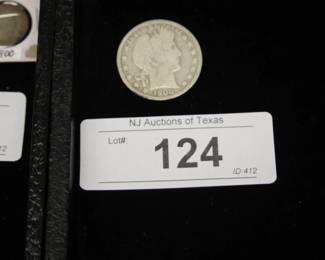 NJ Auctions of Texas
Lot#:
124
ID:412